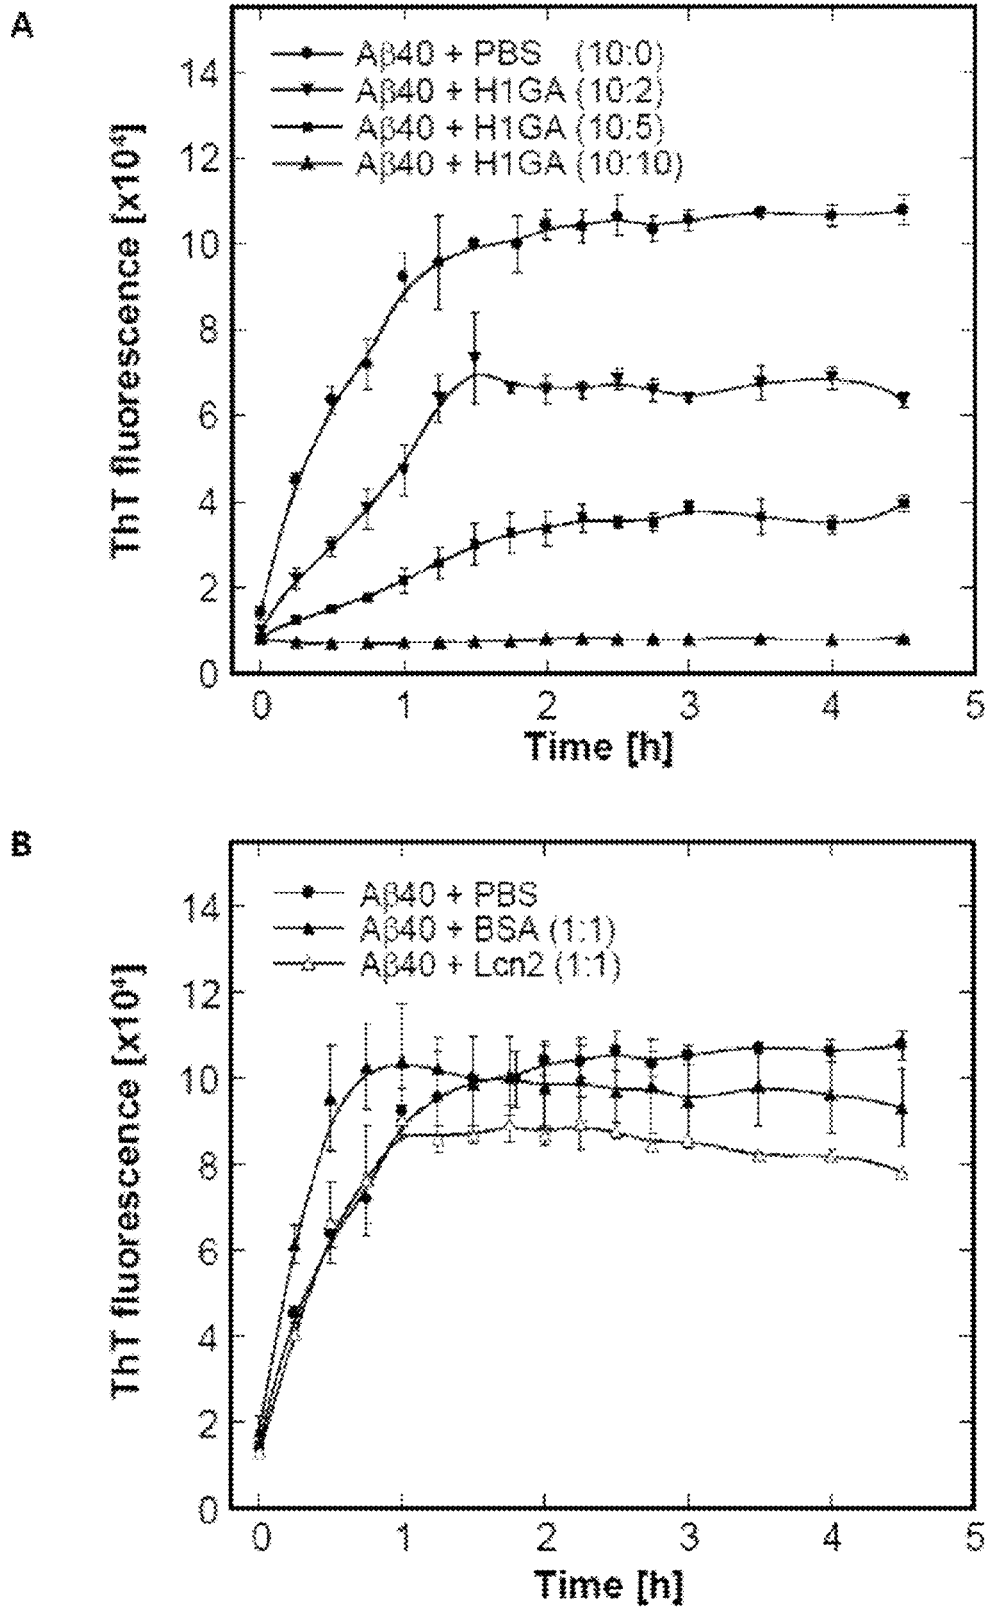 A
ThT fluorescence [x10⁴]
14
12
10
8
6
4
2
0
Aβ40 + PBS (10:0)
Aβ40 + H1GA (10:2)
Aβ40 + H1GA (10:5)
Aβ40 + H1GA (10:10)
0 1 2 3 4 5
Time [h]
B
ThT fluorescence [x10⁴]
14
12
10
8
6
4
2
0
Aβ40 + PBS
Aβ40 + BSA (1:1)
Aβ40 + Lcn2 (1:1)
0 1 2 3 4 5
Time [h]